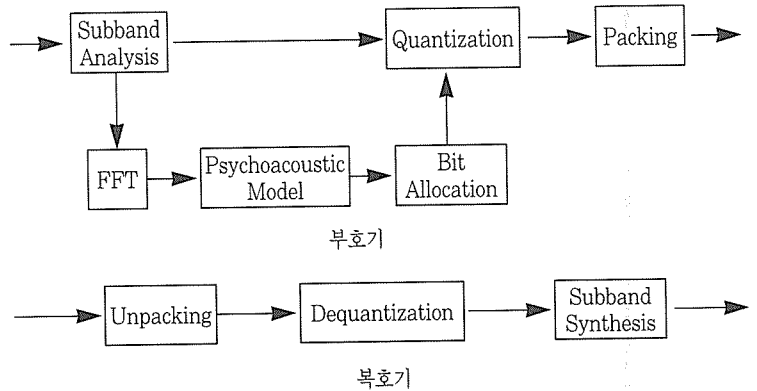 Subband
Analysis
Quantization
Packing
FFT
Psychoacoustic
Model
Bit
Allocation
부호기
Unpacking
Dequantization
Subband
Synthesis
복호기